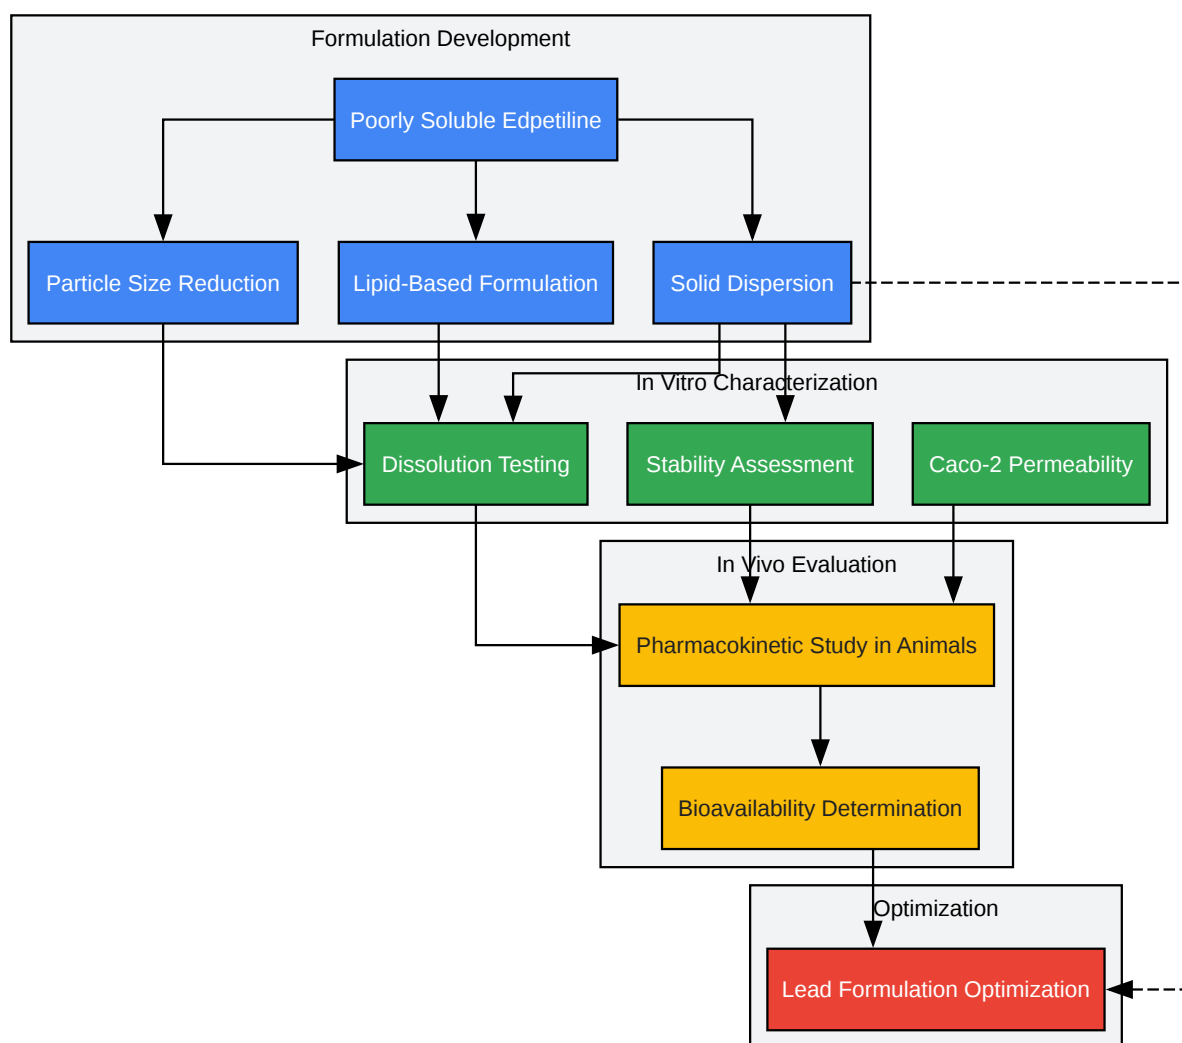 Formulation Development
Poorly Soluble Edpetiline
Particle Size Reduction
Lipid-Based Formulation
Solid Dispersion
In Vitro Characterization
Dissolution Testing
Stability Assessment
Caco-2 Permeability
In Vivo Evaluation
Pharmacokinetic Study in Animals
Bioavailability Determination
Optimization
Lead Formulation Optimization